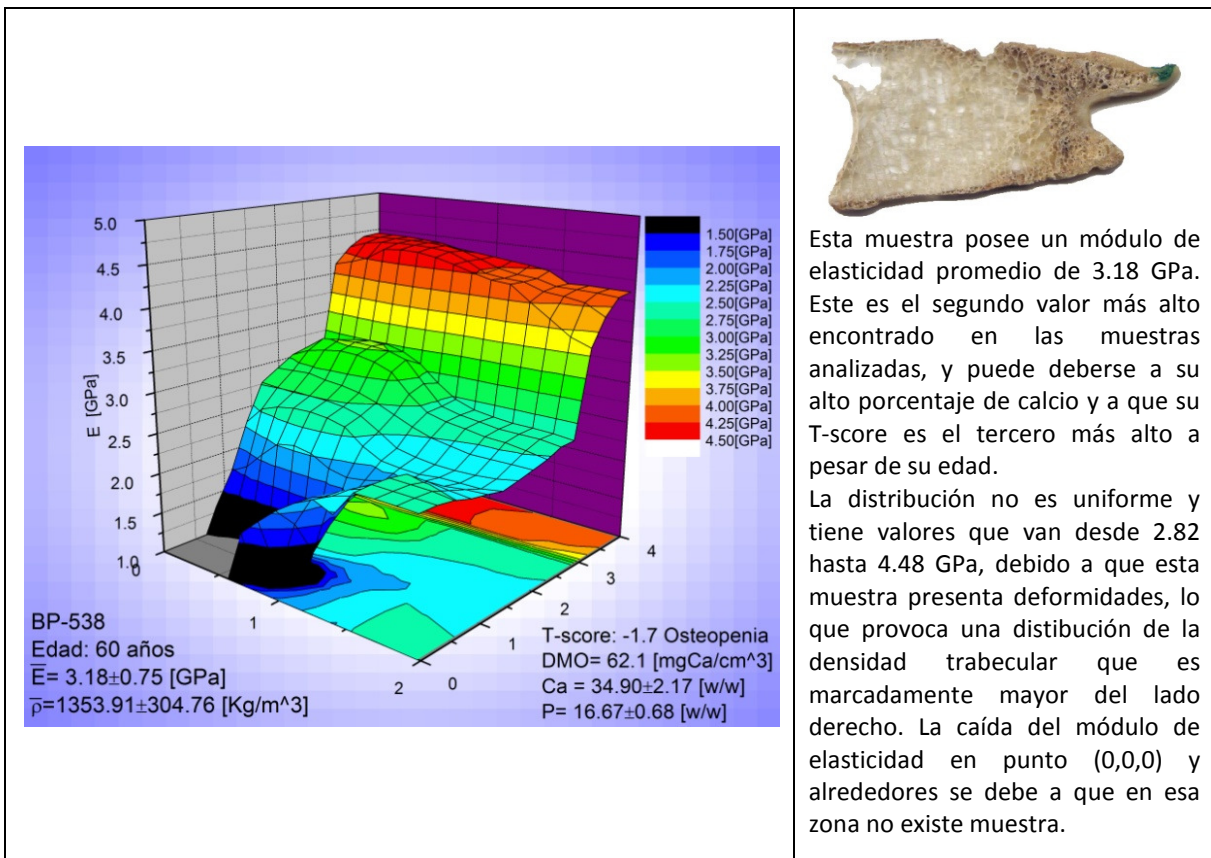 5.0
4.5
4.0
3.5
3.0
2.5
2.0
1.5
1.0
E [GPa]
0
1
2
0
1
2
3
4
1.50[GPa]
1.75[GPa]
2.00[GPa]
2.25[GPa]
2.50[GPa]
2.75[GPa]
3.00[GPa]
3.25[GPa]
3.50[GPa]
3.75[GPa]
4.00[GPa]
4.25[GPa]
4.50[GPa]
BP-538
Edad: 60 años
E̅= 3.18±0.75 [GPa]
ρ̅=1353.91±304.76 [Kg/m^3]
T-score: -1.7 Osteopenia
DMO= 62.1 [mgCa/cm^3]
Ca = 34.90±2.17 [w/w]
P= 16.67±0.68 [w/w]
Esta muestra posee un módulo de
elasticidad promedio de 3.18 GPa.
Este es el segundo valor más alto
encontrado en las muestras
analizadas, y puede deberse a su
alto porcentaje de calcio y a que su
T-score es el tercero más alto a
pesar de su edad.
La distribución no es uniforme y
tiene valores que van desde 2.82
hasta 4.48 GPa, debido a que esta
muestra presenta deformidades, lo
que provoca una distibución de la
densidad trabecular que es
marcadamente mayor del lado
derecho. La caída del módulo de
elasticidad en punto (0,0,0) y
alrededores se debe a que en esa
zona no existe muestra.